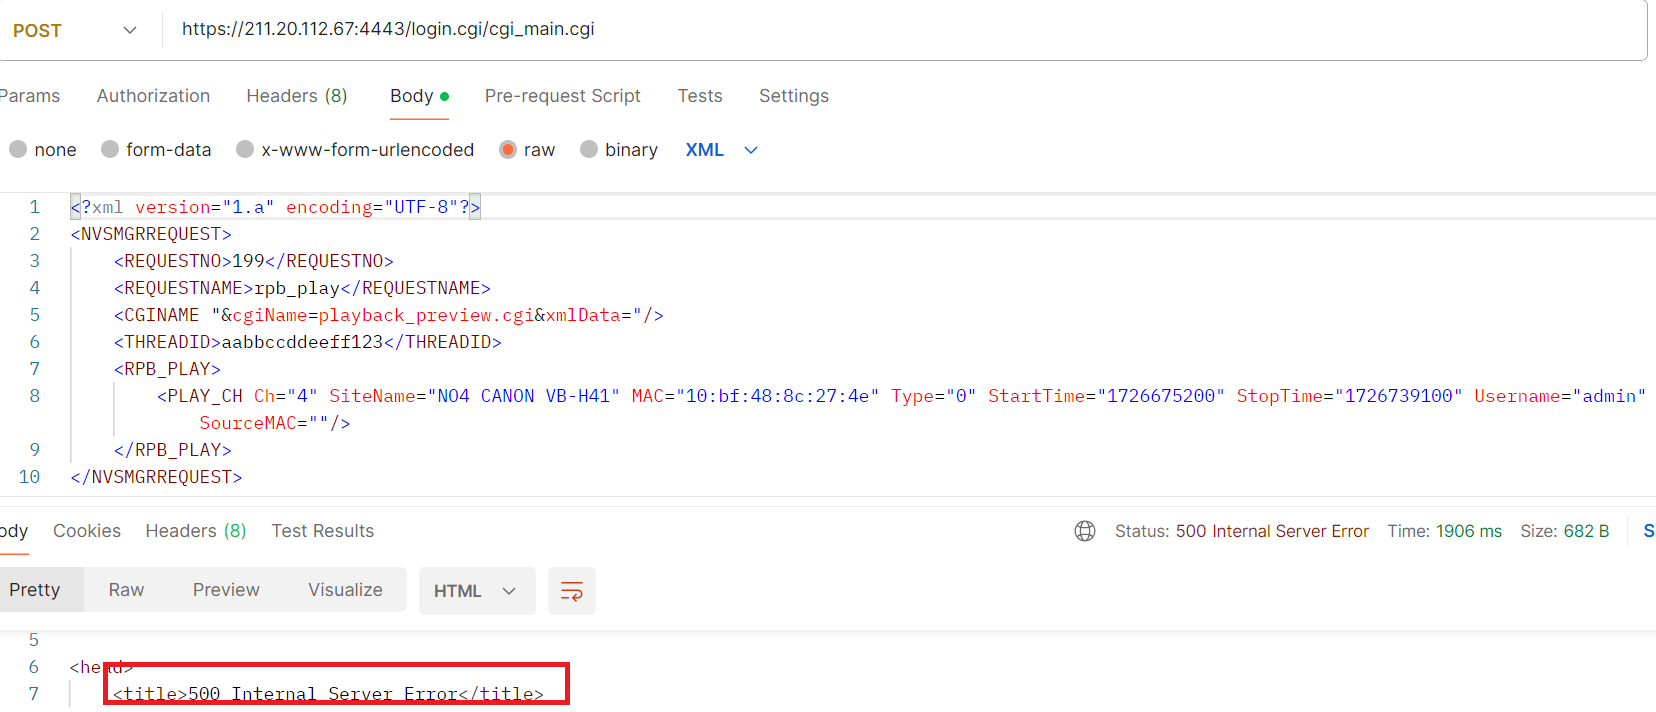 POST https://211.20.112.67:4443/login.cgi/cgi_main.cgi
Params Authorization Headers (8) Body Pre-request Script Tests Settings
none form-data x-www-form-urlencoded raw binary XML
1 <?xml version="1.a" encoding="UTF-8"?>
2 <NVSMGRREQUEST>
3 <REQUESTNO>199</REQUESTNO>
4 <REQUESTNAME>rpb_play</REQUESTNAME>
5 <CGINAME "&cgiName=playback_preview.cgi&xmlData="/>
6 <THREADID>aabbccddeeff123</THREADID>
7 <RPB_PLAY>
8 <PLAY_CH Ch="4" SiteName="NO4 CANON VB-H41" MAC="10:bf:48:8c:27:4e" Type="0" StartTime="1726675200" StopTime="1726739100" Username="admin"
SourceMAC=""/>
9 </RPB_PLAY>
10 </NVSMGRREQUEST>
ody Cookies Headers (8) Test Results Status: 500 Internal Server Error Time: 1906 ms Size: 682 B S
Pretty Raw Preview Visualize HTML
5
6 <head>
7 <title>500 Internal Server Error</title>